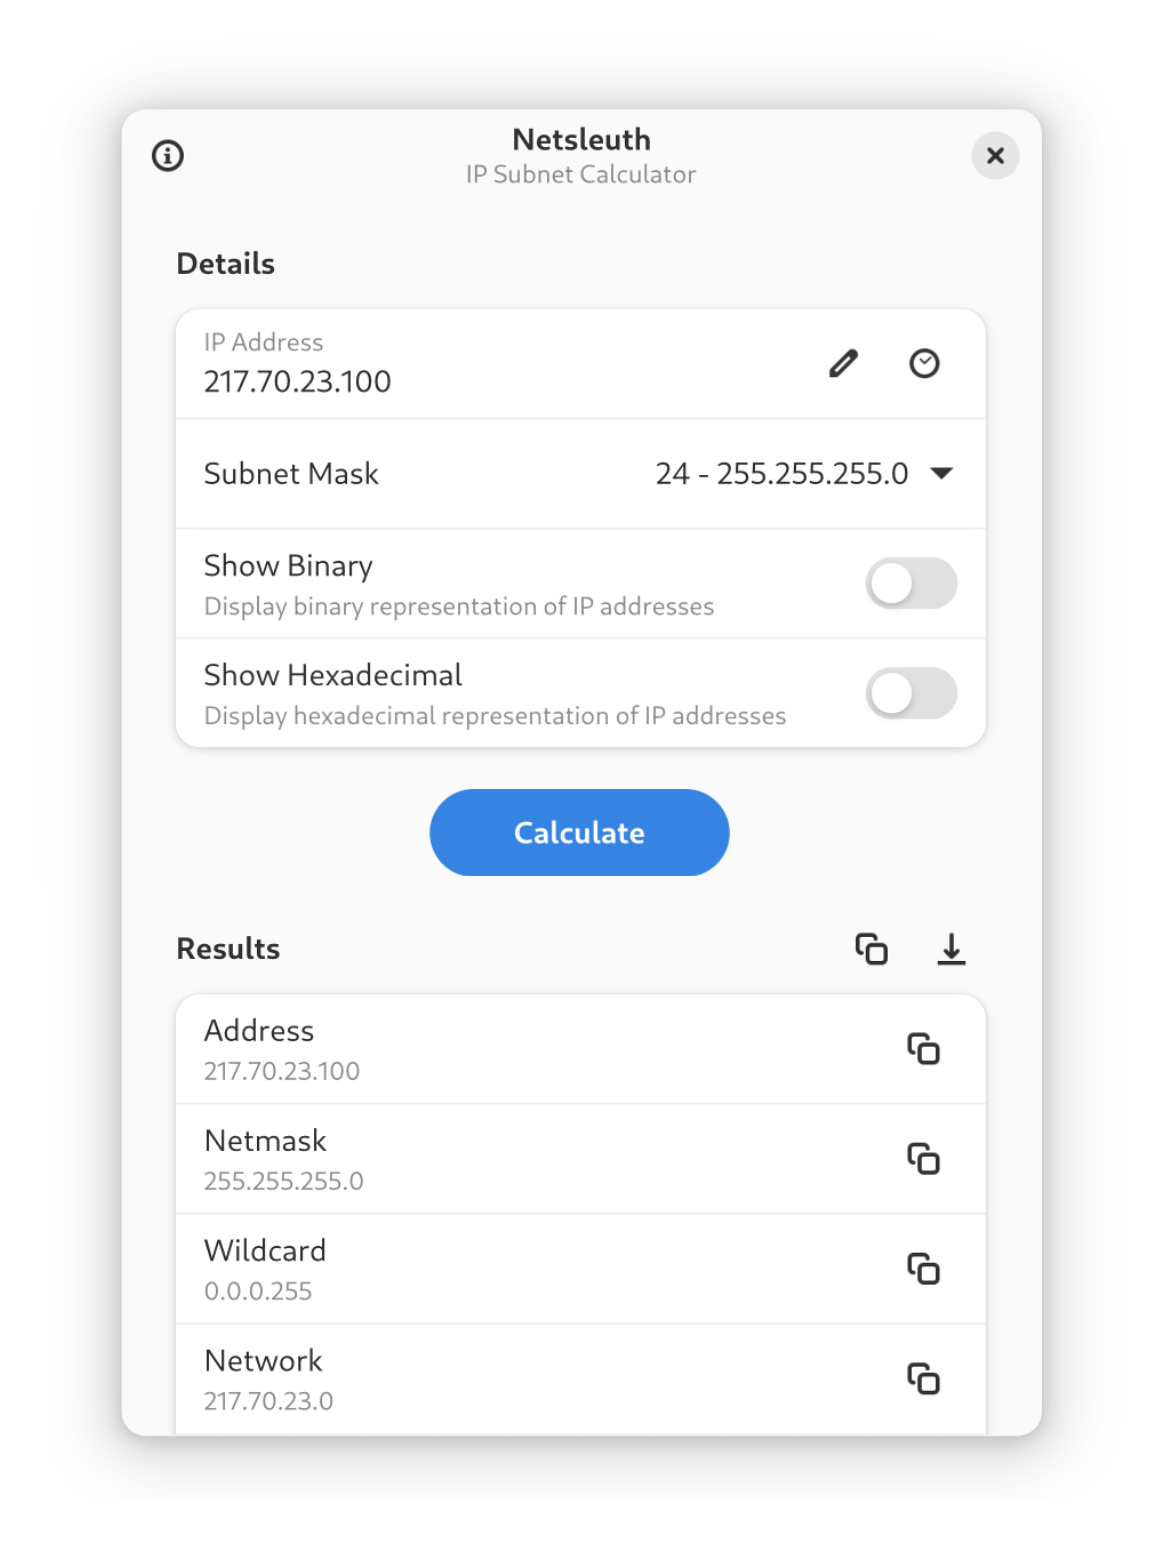 Netsleuth
IP Subnet Calculator
Details
IP Address
217.70.23.100
Subnet Mask 24 - 255.255.255.0
Show Binary
Display binary representation of IP addresses
Show Hexadecimal
Display hexadecimal representation of IP addresses
Calculate
Results
Address
217.70.23.100
Netmask
255.255.255.0
Wildcard
0.0.0.255
Network
217.70.23.0